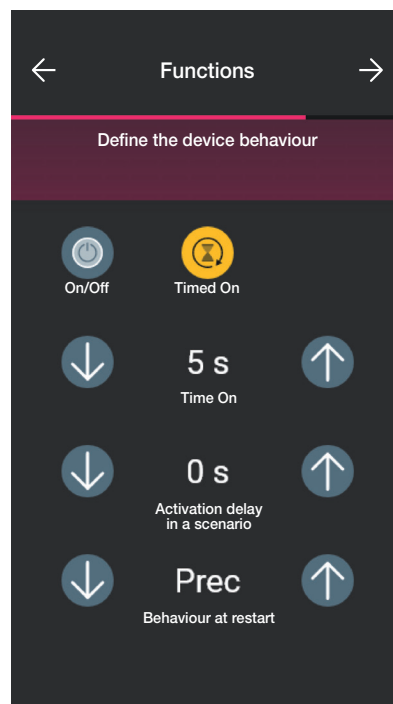 Functions
Define the device behaviour
On/Off
Timed On
5 s
Time On
0 s
Activation delay
in a scenario
Prec
Behaviour at restart